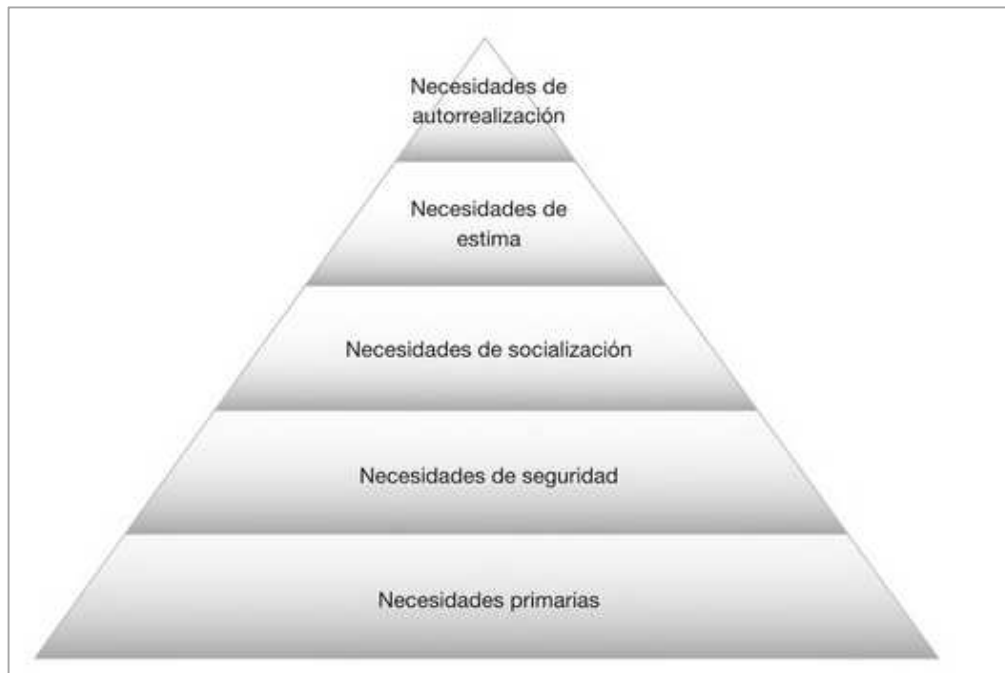 Necesidades de
autorrealización
Necesidades de
estima
Necesidades de socialización
Necesidades de seguridad
Necesidades primarias